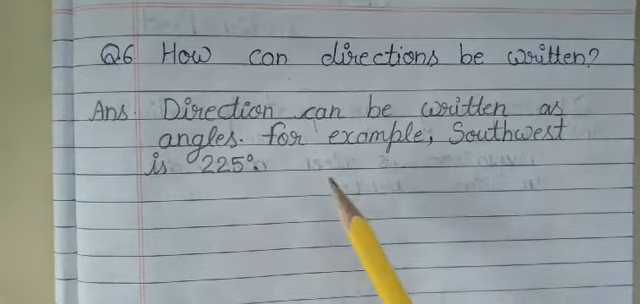 Q6 How can directions be written?
Ans. Direction can be written as
angles. for example, Southwest
is 225°.